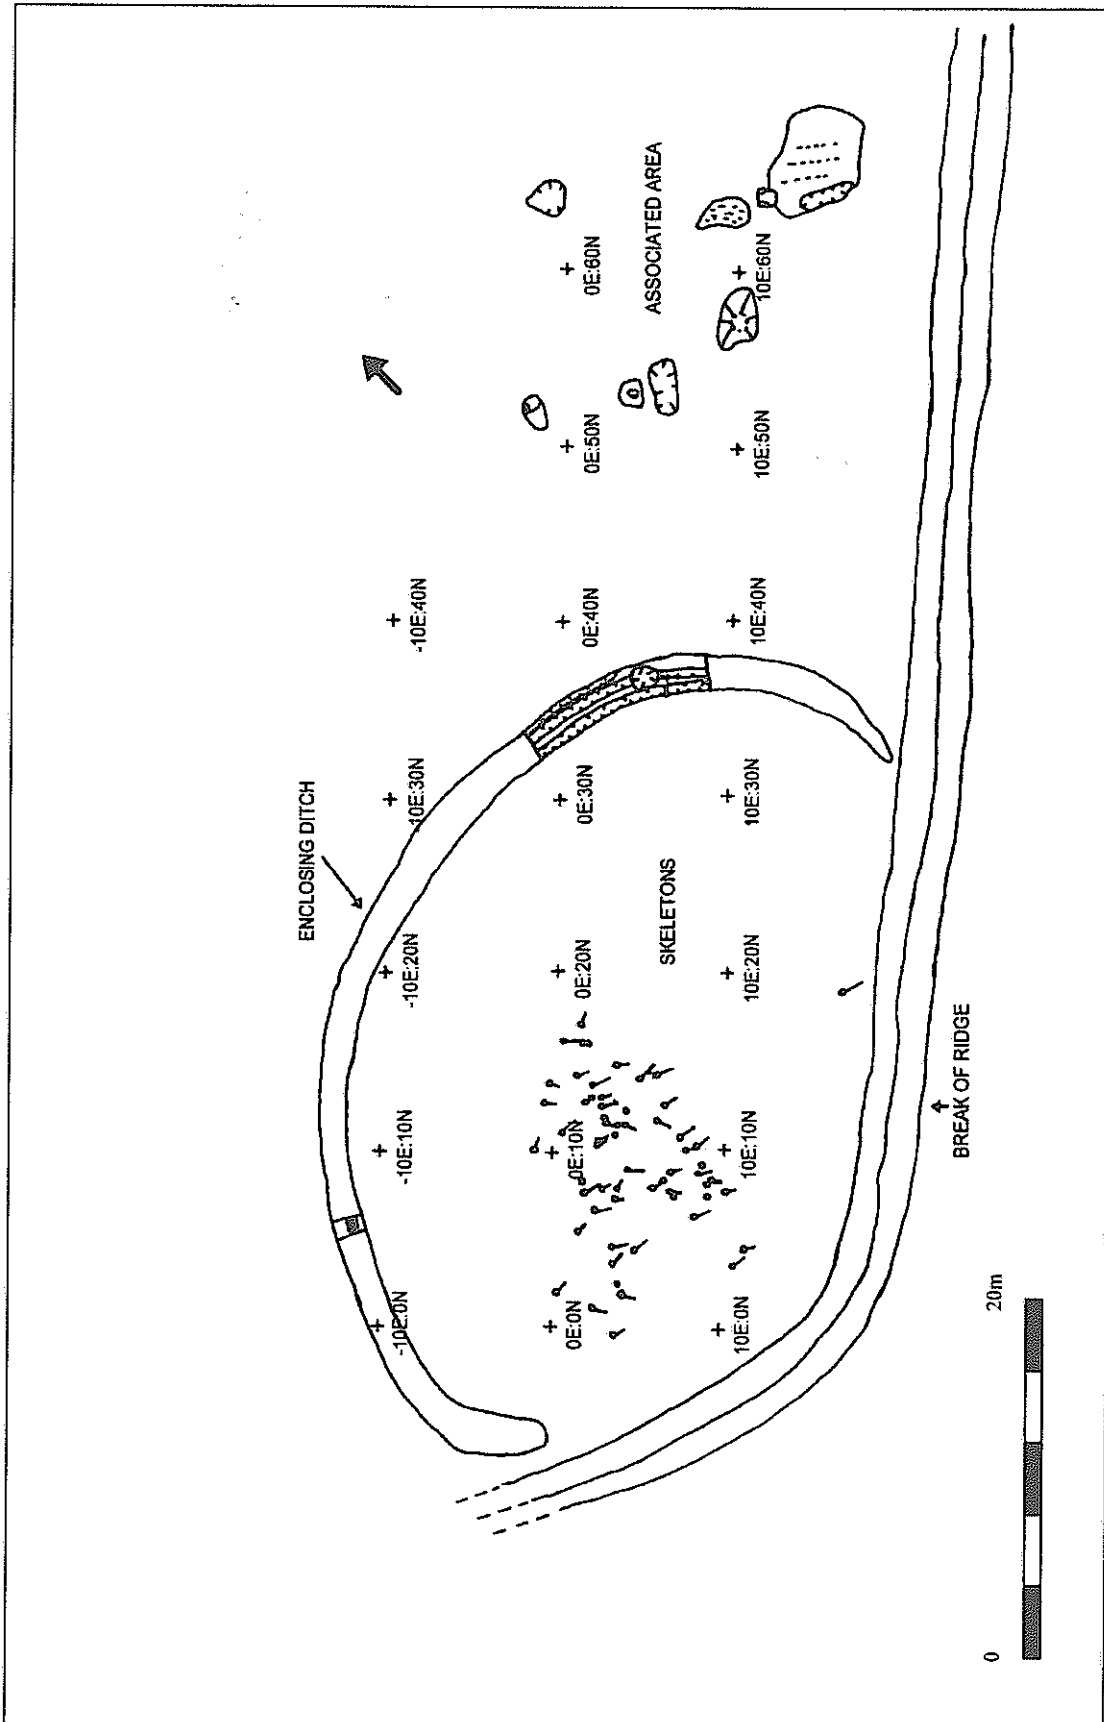 ENCLOSING DITCH
-10E:0N
-10E:10N
-10E:20N
-10E:30N
-10E:40N
0E:0N
0E:10N
0E:20N
0E:30N
0E:40N
0E:50N
0E:60N
ASSOCIATED AREA
SKELETONS
10E:0N
10E:10N
10E:20N
10E:30N
10E:40N
10E:50N
10E:60N
BREAK OF RIDGE
0
20m